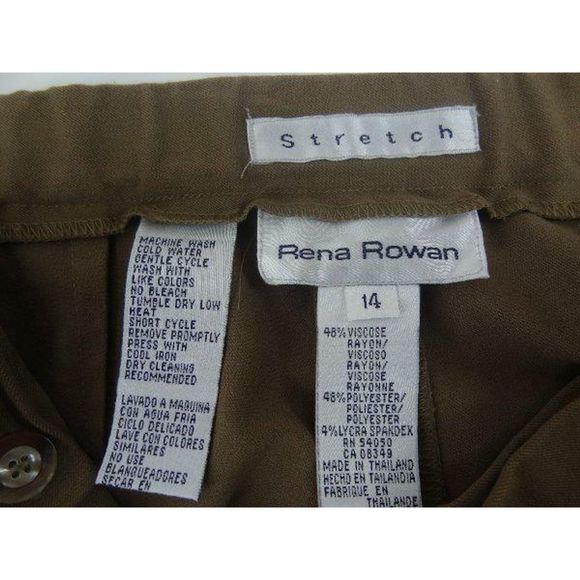 Stretch
Rena Rowan
14
MACHINE WASH
COLD WATER
GENTLE CYCLE
WASH WITH
LIKE COLORS
NO BLEACH
TUMBLE DRY LOW
HEAT
SHORT CYCLE
REMOVE PROMPTLY
PRESS WITH
COOL IRON
DRY CLEANING
RECOMMENDED
LAVADO A MAQUINA
CON AGUA FRIA
CICLO DELICADO
LAVE CON COLORES
SIMILARES
NO USE
BLANQUEADORES
SECAR EN
48% VISCOSE
RAYON/
VISCOSO
RAYON/
VISCOSE
RAYONNE
48% POLYESTER/
POLIESTER/
POLYESTER
4% LYCRA SPANDEX
RN 54050
CA 08349
MADE IN THAILAND
HECHO EN TAILANDIA
FABRIQUE EN
THAILANDE